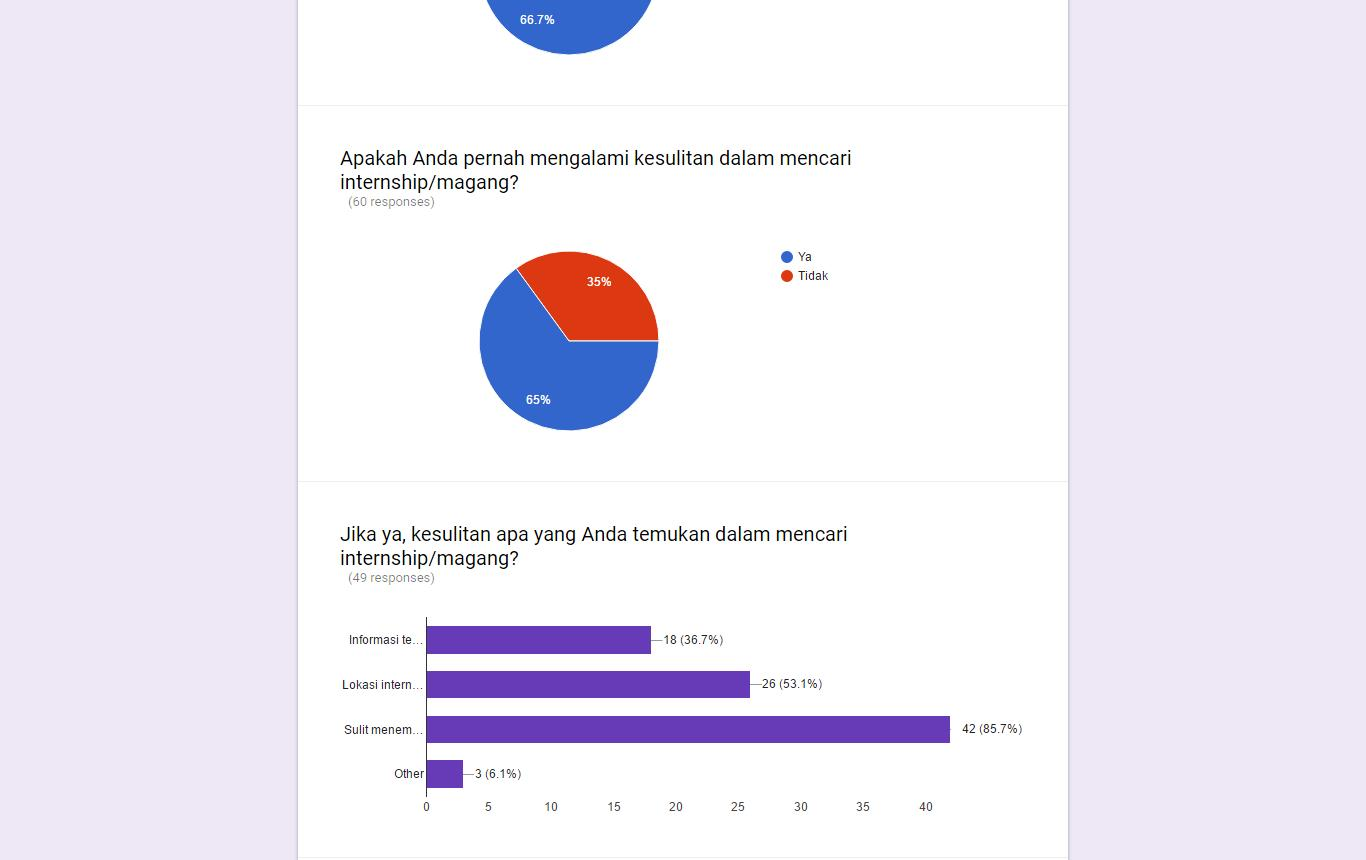 66.7%
Apakah Anda pernah mengalami kesulitan dalam mencari
internship/magang?
(60 responses)
Ya
Tidak
35%
65%
Jika ya, kesulitan apa yang Anda temukan dalam mencari
internship/magang?
(49 responses)
Informasi te... 18 (36.7%)
Lokasi intern... 26 (53.1%)
Sulit menem... 42 (85.7%)
Other 3 (6.1%)
0 5 10 15 20 25 30 35 40